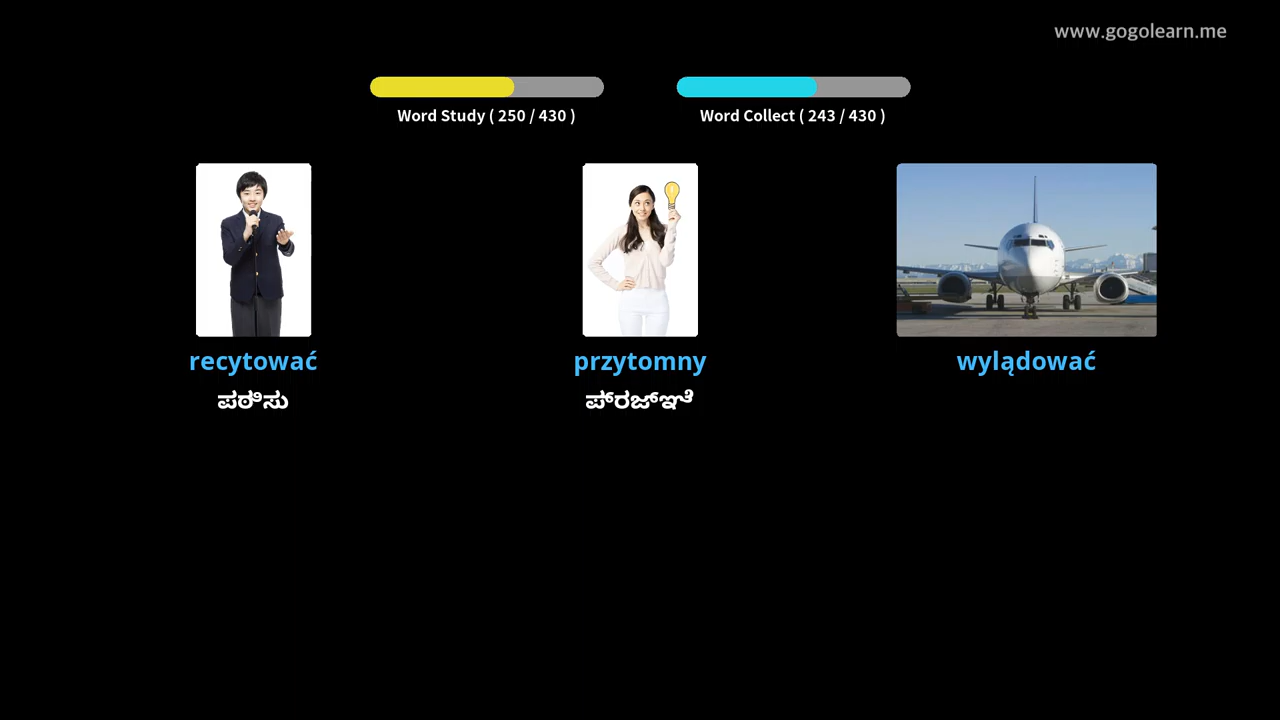 www.gogolearn.me
Word Study ( 250 / 430 )
Word Collect ( 243 / 430 )
recytować
przytomny
wylądować
ಪಠಿಸು
ಪ್ರಜ್ಞೆ